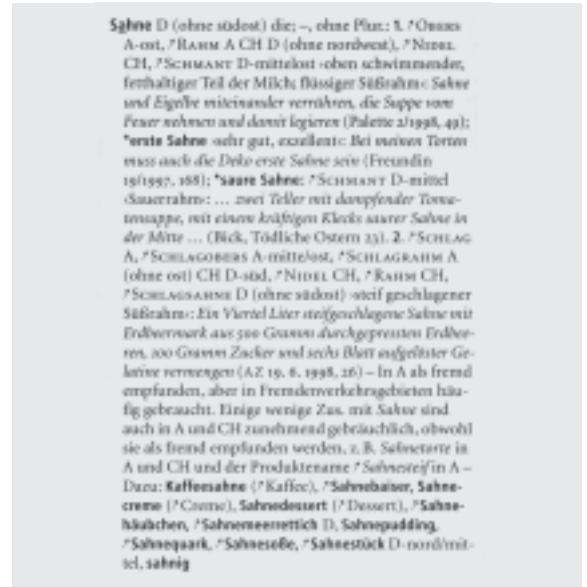 Sahne D (ohne südost) die; –, ohne Plur.: 1. ↗OBERS
A-ost, ↗RAHM A CH D (ohne nordwest), ↗NIDEL
CH, ↗SCHMANT D-mittelost ›oben schwimmender,
fetthaltiger Teil der Milch; flüssiger Süßrahm‹: Sahne
und Eigelbe miteinander verrühren, die Suppe vom
Feuer nehmen und damit legieren (Palette 2/1998, 49);
*erste Sahne ›sehr gut, exzellent‹: Bei meinen Torten
muss auch die Deko erste Sahne sein (Freundin
19/1997, 168); *saure Sahne: ↗SCHMANT D-mittel
›Sauerrahm‹: … zwei Teller mit dampfender Toma-
tensuppe, mit einem kräftigen Klecks saurer Sahne in
der Mitte … (Bick, Tödliche Ostern 23). 2. ↗SCHLAG
A, ↗SCHLAGOBERS A-mitte/ost, ↗SCHLAGRAHM A
(ohne ost) CH D-süd, ↗NIDEL CH, ↗RAHM CH,
↗SCHLAGSAHNE D (ohne südost) ›steif geschlagener
Süßrahm‹: Ein Viertel Liter steifgeschlagene Sahne mit
Erdbeermark aus 500 Gramm durchgepressten Erdbee-
ren, 100 Gramm Zucker und sechs Blatt aufgelöster Ge-
latine vermengen (AZ 19. 6. 1998, 26) – In A als fremd
empfunden, aber in Fremdenverkehrsgebieten häu-
fig gebraucht. Einige wenige Zus. mit Sahne sind
auch in A und CH zunehmend gebräuchlich, obwohl
sie als fremd empfunden werden, z. B. Sahnetorte in
A und CH und der Produktename ↗Sahnesteif in A –
Dazu: Kaffeesahne (↗Kaffee), ↗Sahnebaiser, Sahne-
creme (↗Creme), Sahnedessert (↗Dessert), ↗Sahne-
häubchen, ↗Sahnemeerrettich D, Sahnepudding,
↗Sahnequark, ↗Sahnesoße, ↗Sahnestück D-nord/mit-
tel, sahnig